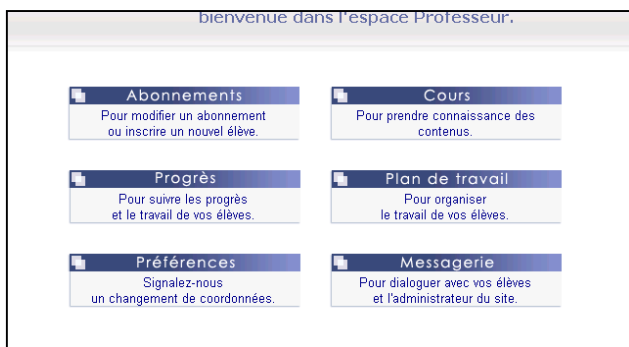 bienvenue dans l'espace Professeur.
Abonnements
Pour modifier un abonnement
ou inscrire un nouvel élève.
Cours
Pour prendre connaissance des
contenus.
Progrès
Pour suivre les progrès
et le travail de vos élèves.
Plan de travail
Pour organiser
le travail de vos élèves.
Préférences
Signalez-nous
un changement de coordonnées.
Messagerie
Pour dialoguer avec vos élèves
et l'administrateur du site.